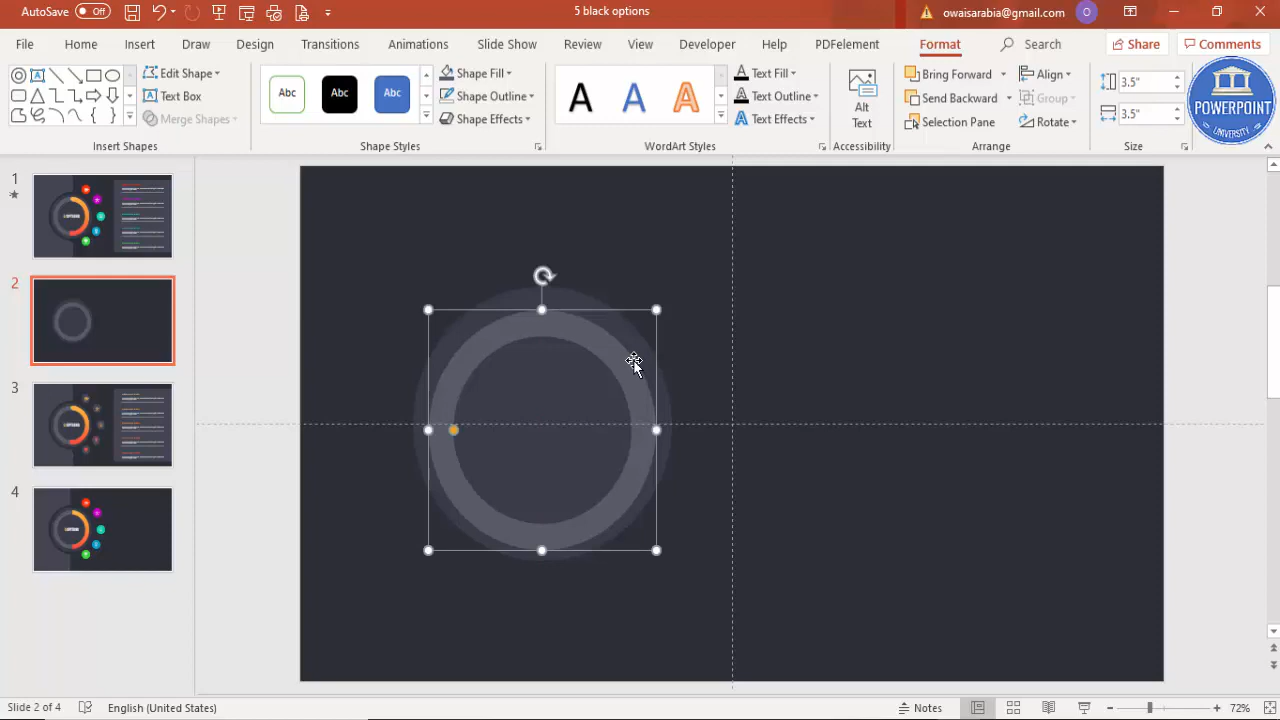 AutoSave Off
5 black options
owaisarabia@gmail.com O
File Home Insert Draw Design Transitions Animations Slide Show Review View Developer Help PDFelement Format Search Share Comments
Edit Shape
Text Box
Merge Shapes
Insert Shapes
Abc Abc Abc
Shape Fill
Shape Outline
Shape Effects
Shape Styles
A A A
Text Fill
Text Outline
Text Effects
WordArt Styles
Alt
Text
Accessibility
Bring Forward
Send Backward
Selection Pane
Align
Group
Rotate
Arrange
3.5"
3.5"
Size
POWERPOINT
UNIVERSITY
1
2
3
4
Slide 2 of 4
English (United States)
Notes
72%